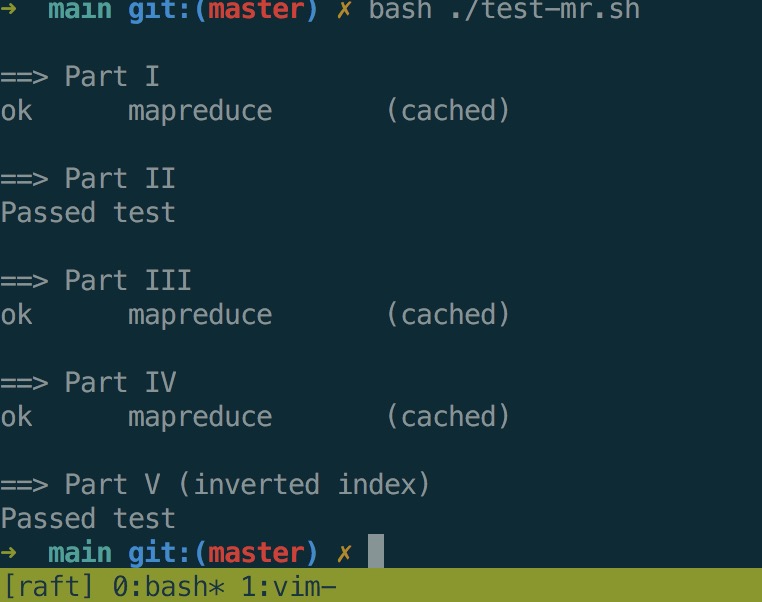 → main git:(master) ✗ bash ./test-mr.sh
==> Part I
ok mapreduce (cached)
==> Part II
Passed test
==> Part III
ok mapreduce (cached)
==> Part IV
ok mapreduce (cached)
==> Part V (inverted index)
Passed test
→ main git:(master) ✗
[raft] 0:bash* 1:vim-